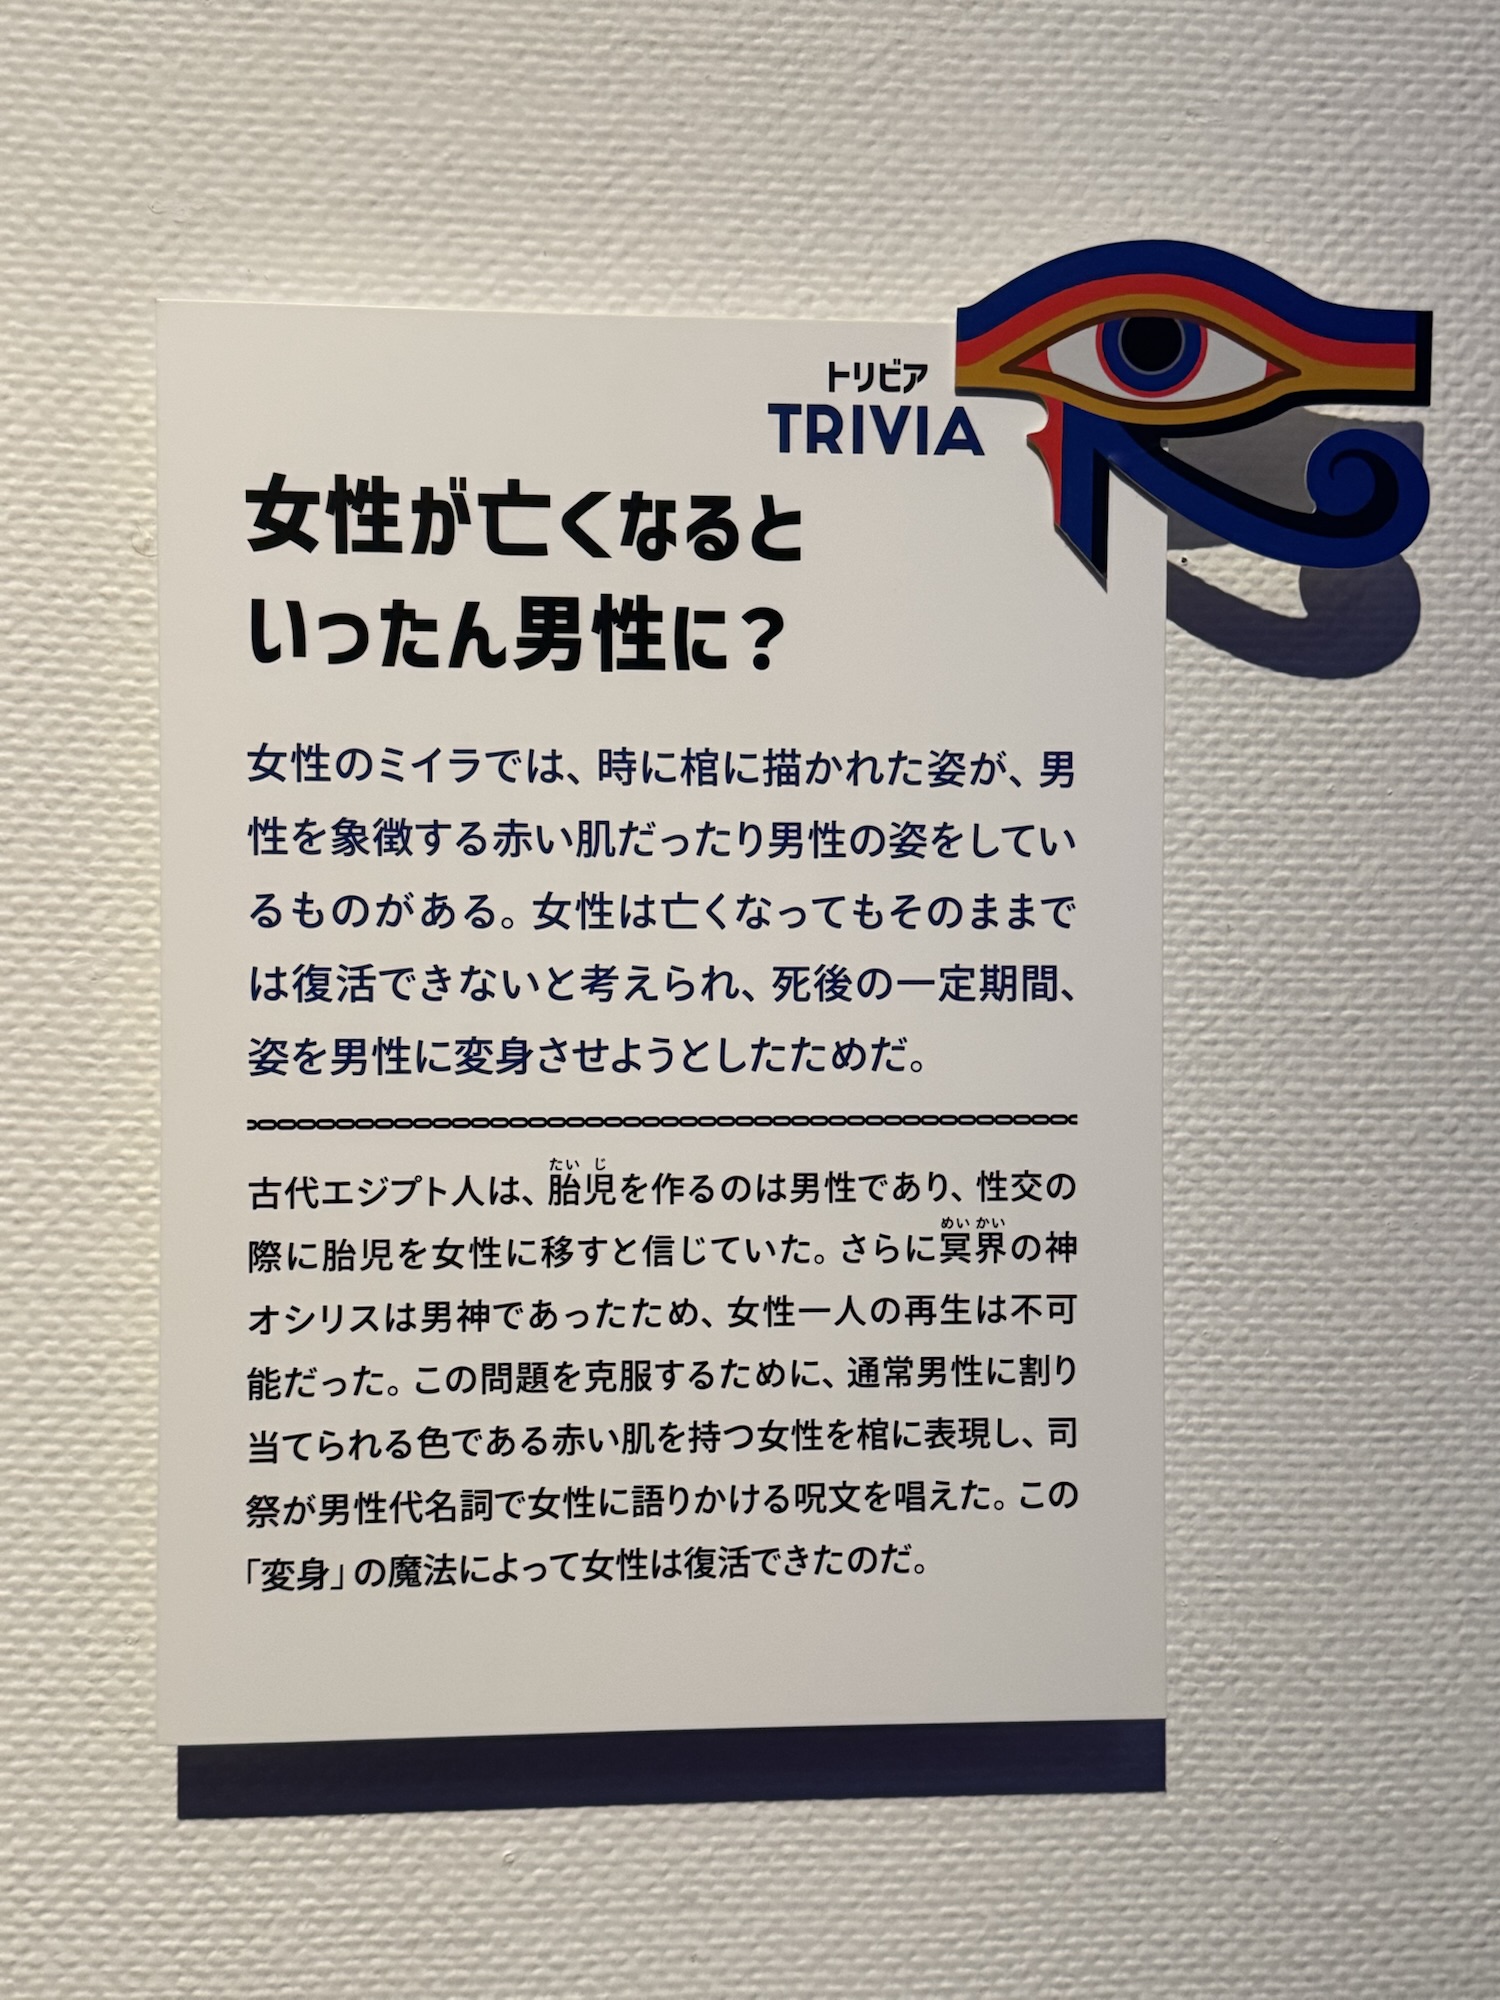 トリビア
TRIVIA
女性が亡くなると
いったん男性に？
女性のミイラでは、時に棺に描かれた姿が、男
性を象徴する赤い肌だったり男性の姿をしてい
るものがある。女性は亡くなってもそのままで
は復活できないと考えられ、死後の一定期間、
姿を男性に変身させようとしたためだ。
たい じ
古代エジプト人は、胎児を作るのは男性であり、性交の
めい かい
際に胎児を女性に移すと信じていた。さらに冥界の神
オシリスは男神であったため、女性一人の再生は不可
能だった。この問題を克服するために、通常男性に割り
当てられる色である赤い肌を持つ女性を棺に表現し、司
祭が男性代名詞で女性に語りかける呪文を唱えた。この
「変身」の魔法によって女性は復活できたのだ。